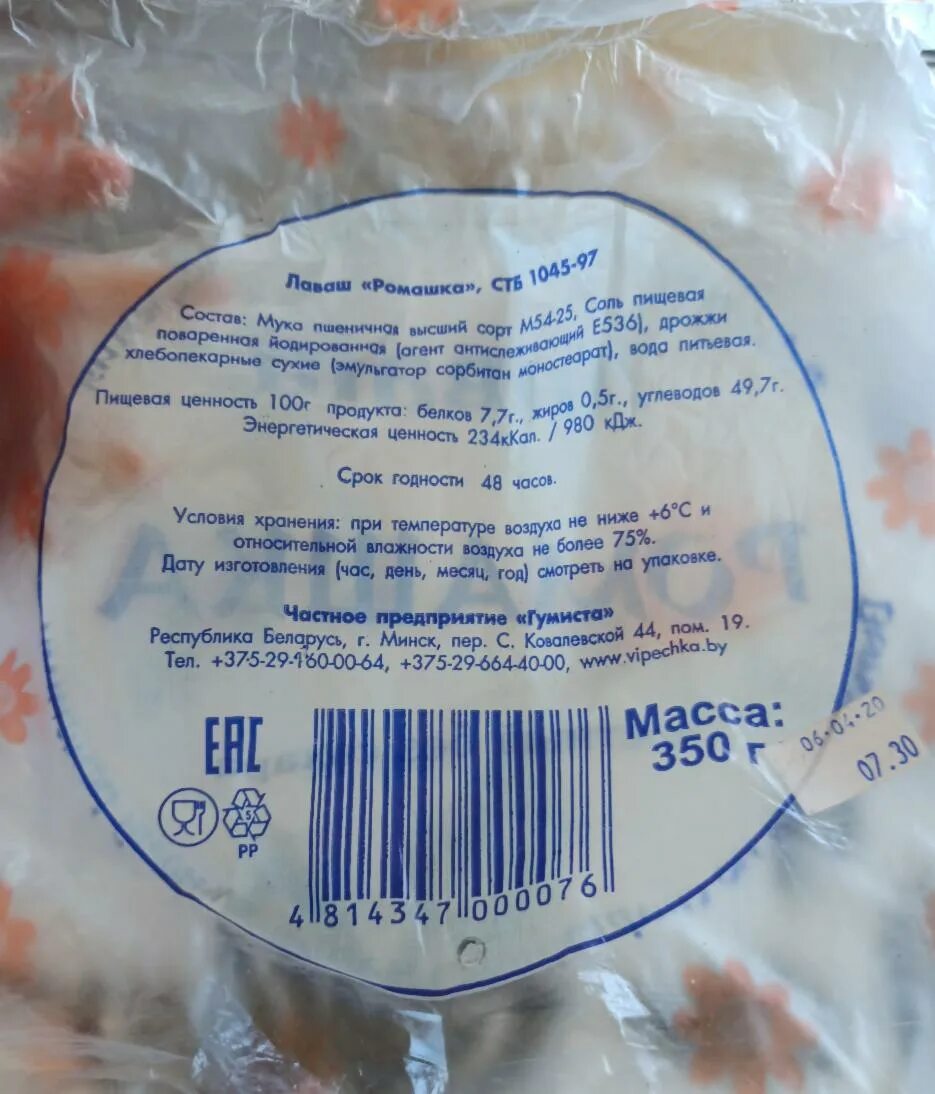 Лаваш «Ромашка», СТБ 1045-97
Состав: Мука пшеничная высший сорт М54-25, Соль пищевая
поваренная йодированная (агент антислеживающий Е536), дрожжи
хлебопекарные сухие (эмульгатор сорбитан моностеарат), вода питьевая.
Пищевая ценность 100г продукта: белков 7,7г., жиров 0,5г., углеводов 49,7г.
Энергетическая ценность 234кКал. / 980 кДж.
Срок годности 48 часов.
Условия хранения: при температуре воздуха не ниже +6°С и
относительной влажности воздуха не более 75%.
Дату изготовления (час, день, месяц, год) смотреть на упаковке.
РОМАШКА
Частное предприятие «Гумиста»
Республика Беларусь, г. Минск, пер. С. Ковалевской 44, пом. 19.
Тел. +375-29-160-00-64, +375-29-664-40-00, www.vipechka.by
EAC
Масса:
350 г
06.04.20
07.30
5
PP
4 814347 000076